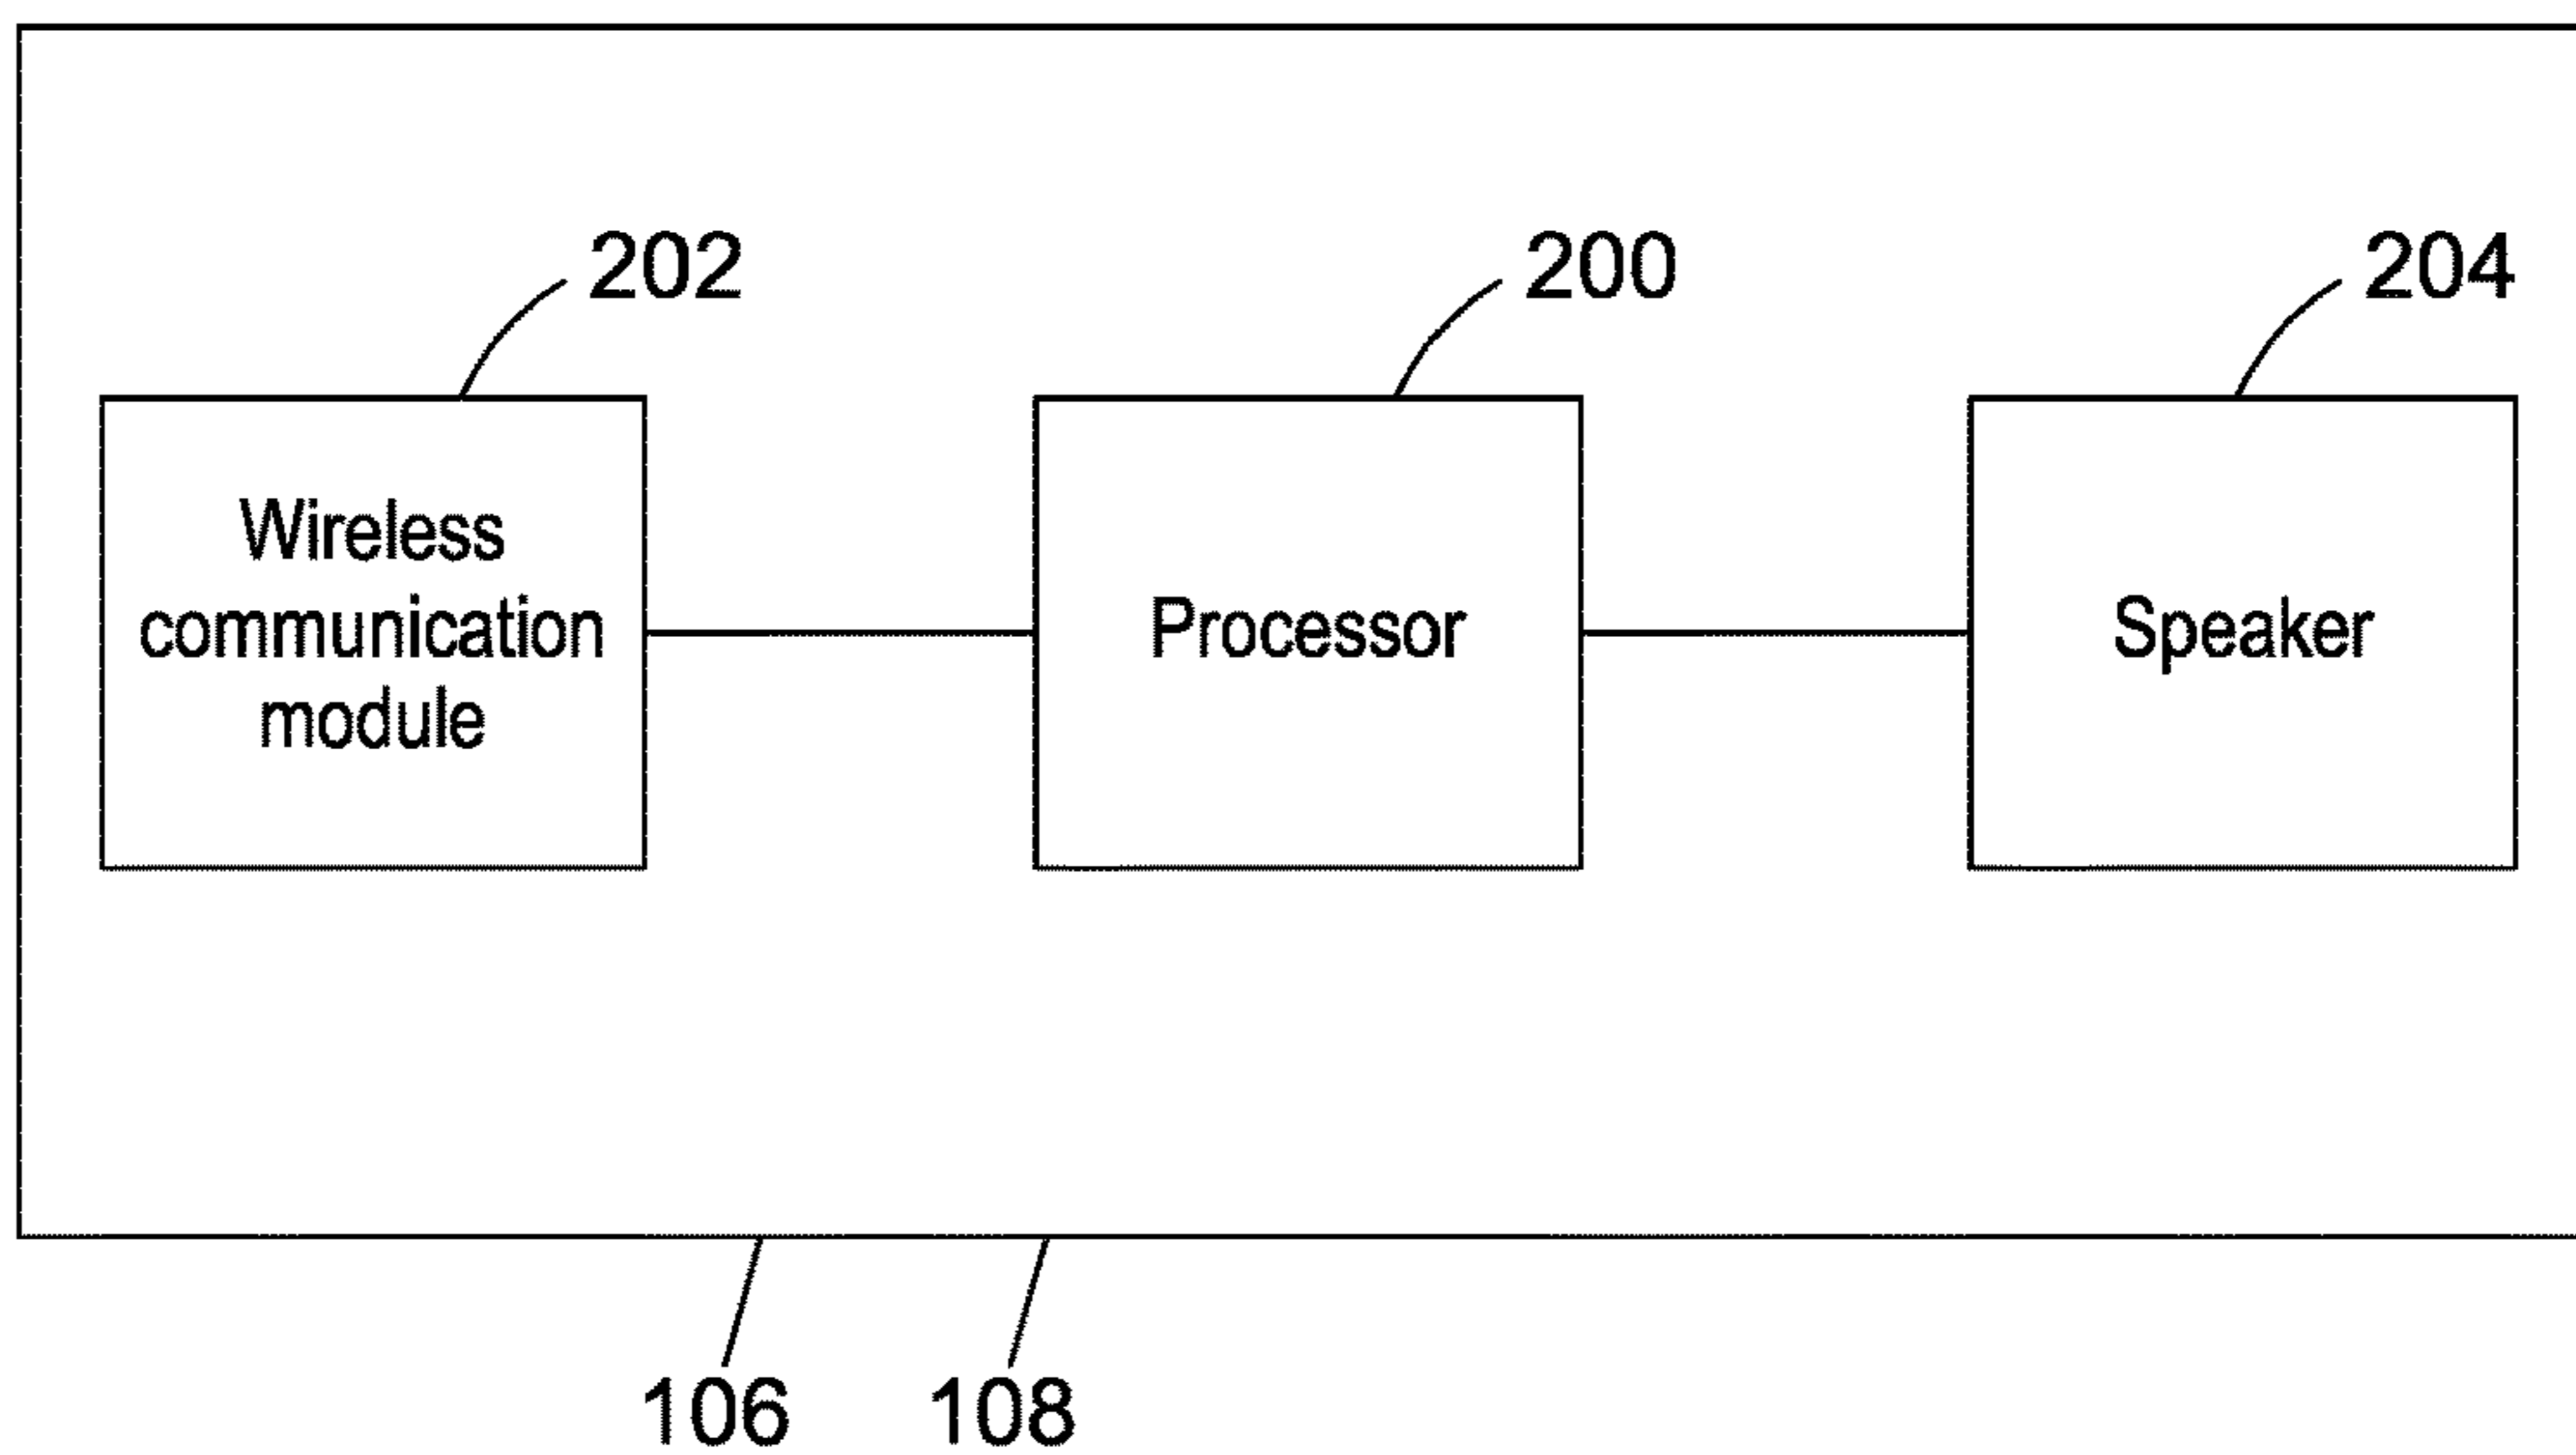 202
200
204
Wireless
communication
module
Processor
Speaker
106
108